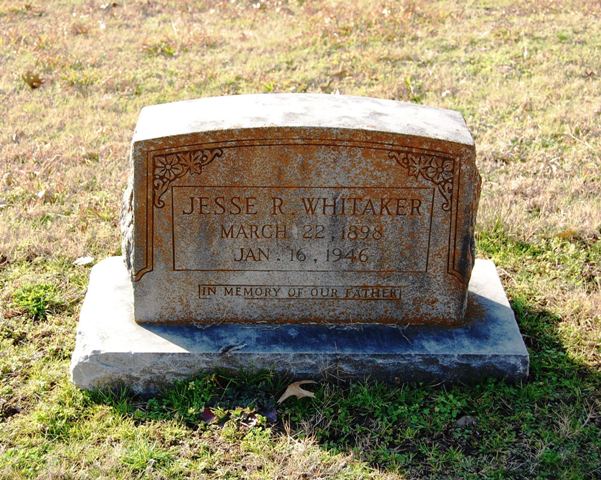 JESSE R. WHITAKER
MARCH 22, 1898
JAN. 16, 1946
IN MEMORY OF OUR FATHER